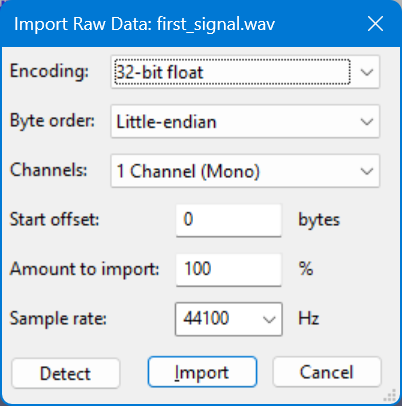 Import Raw Data: first_signal.wav
Encoding: 32-bit float
Byte order: Little-endian
Channels: 1 Channel (Mono)
Start offset: 0 bytes
Amount to import: 100 %
Sample rate: 44100 Hz
Detect Import Cancel